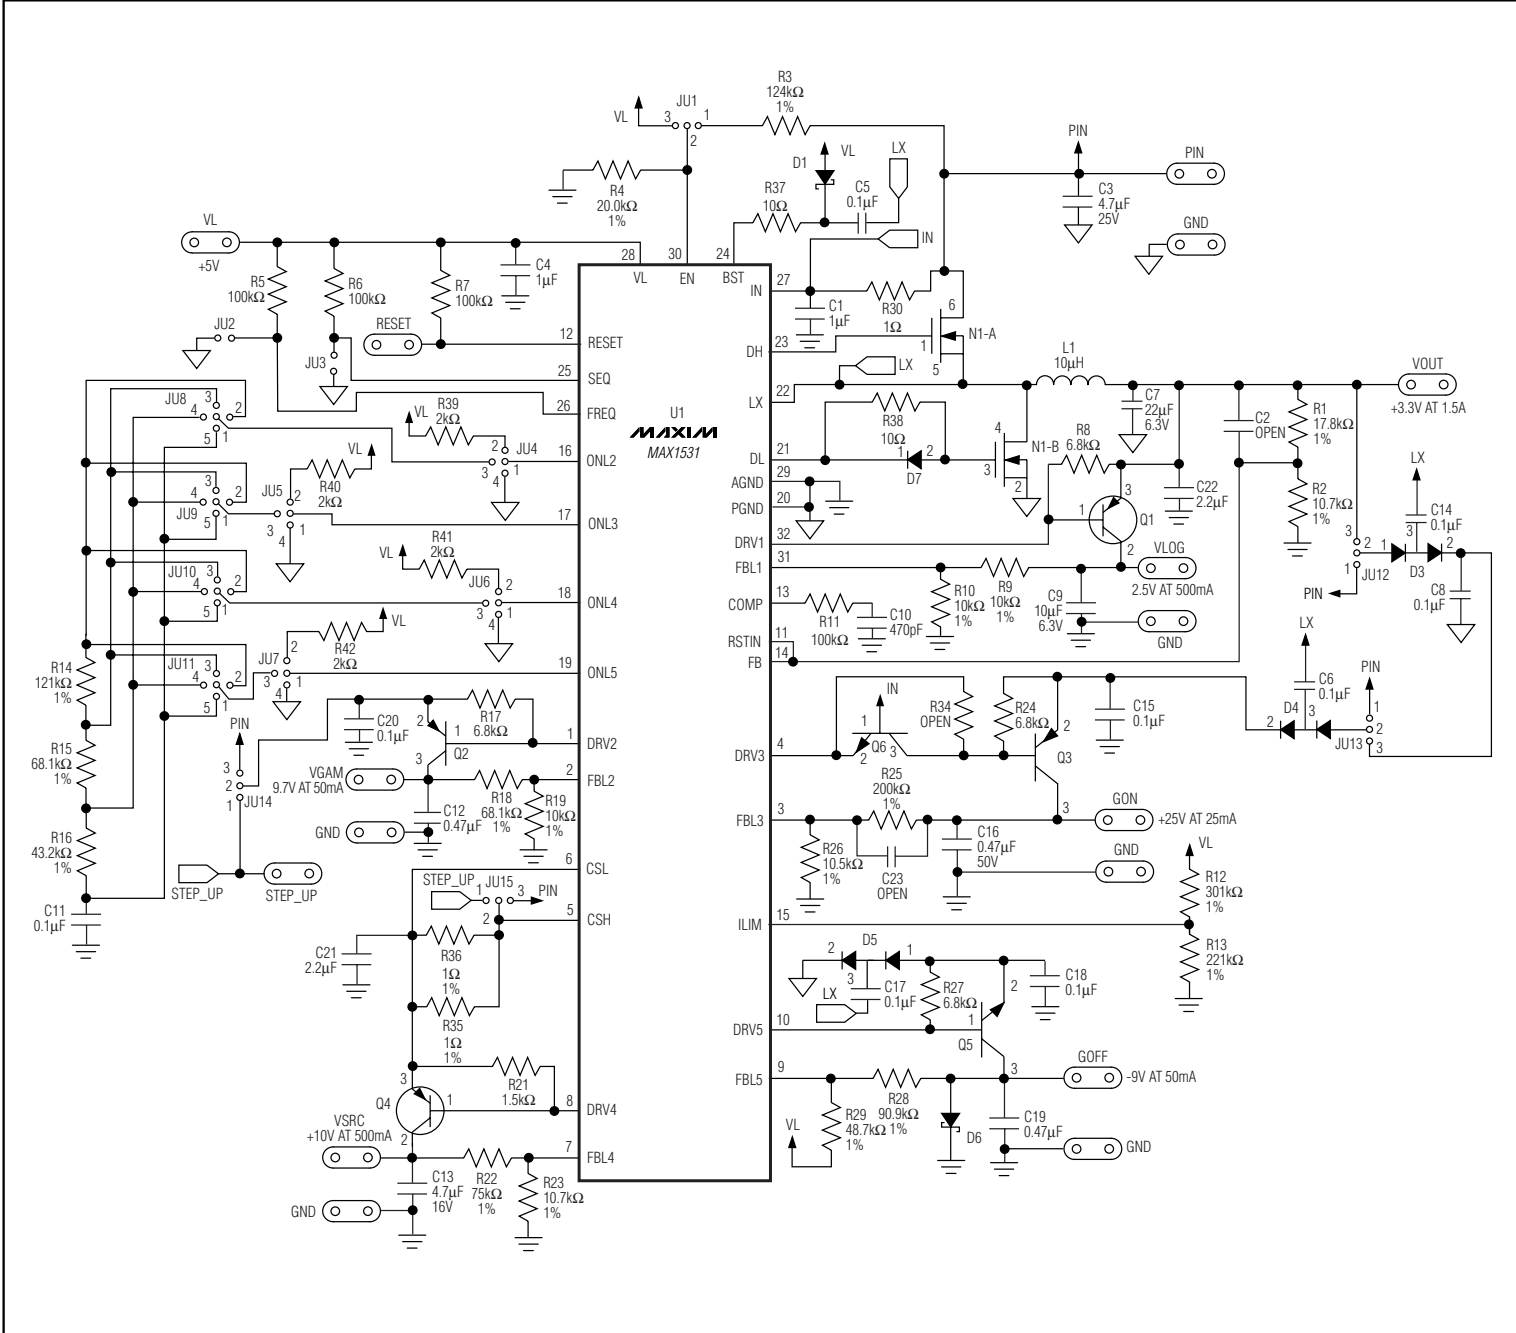 R3
124kΩ
1%
VL
3
JU1
1
2
R4
20.0kΩ
1%
D1
VL
LX
R37
10Ω
C5
0.1µF
PIN
PIN
C3
4.7µF
25V
GND
VL
+5V
R5
100kΩ
R6
100kΩ
R7
100kΩ
C4
1µF
28
30
24
VL
EN
BST
IN
IN
27
C1
1µF
R30
1Ω
6
1
5
N1-A
JU2
JU3
RESET
12
RESET
25
SEQ
26
FREQ
DH
23
LX
LX
22
U1
MAXIM
MAX1531
L1
10µH
C7
22µF
6.3V
C2
OPEN
R1
17.8kΩ
1%
VOUT
+3.3V AT 1.5A
JU8
3
4
2
5
1
VL
R39
2kΩ
2
JU4
3
1
4
16
ONL2
R38
10Ω
DL
21
1
2
D7
4
N1-B
3
2
R8
6.8kΩ
AGND
29
PGND
20
3
1
Q1
2
C22
2.2µF
R2
10.7kΩ
1%
LX
C14
0.1µF
VL
R40
2kΩ
3
4
2
JU9
5
1
JU5
2
3
1
4
17
ONL3
DRV1
32
FBL1
31
VLOG
2.5V AT 500mA
3
2
1
JU12
PIN
1
3
2
D3
C8
0.1µF
R41
2kΩ
VL
JU10
3
4
2
5
1
JU6
2
3
1
4
18
ONL4
COMP
13
R11
100kΩ
C10
470pF
R10
10kΩ
1%
R9
10kΩ
1%
C9
10µF
6.3V
GND
RSTIN
11
FB
14
VL
R42
2kΩ
JU11
3
4
2
5
1
JU7
2
3
1
4
19
ONL5
R14
121kΩ
1%
LX
C6
0.1µF
PIN
D4
2
3
1
2
3
JU13
IN
1
Q6
2
3
R34
OPEN
R24
6.8kΩ
2
Q3
3
C15
0.1µF
C20
0.1µF
R17
6.8kΩ
2
1
3
Q2
1
DRV2
DRV3
4
R15
68.1kΩ
1%
PIN
3
2
1
JU14
VGAM
9.7V AT 50mA
2
FBL2
R18
68.1kΩ
1%
R19
10kΩ
1%
C12
0.47µF
GND
R25
200kΩ
1%
FBL3
3
GON
+25V AT 25mA
R26
10.5kΩ
1%
C23
OPEN
C16
0.47µF
50V
GND
R16
43.2kΩ
1%
STEP_UP
STEP_UP
C11
0.1µF
6
CSL
STEP_UP
JU15
1
3
2
PIN
5
CSH
VL
R12
301kΩ
1%
ILIM
15
R13
221kΩ
1%
C21
2.2µF
R36
1Ω
1%
R35
1Ω
1%
D5
2
1
3
C17
0.1µF
LX
R27
6.8kΩ
2
1
Q5
3
C18
0.1µF
DRV5
10
FBL5
9
GOFF
-9V AT 50mA
R21
1.5kΩ
3
Q4
1
2
8
DRV4
VL
R29
48.7kΩ
1%
R28
90.9kΩ
1%
D6
C19
0.47µF
GND
VSRC
+10V AT 500mA
7
FBL4
C13
4.7µF
16V
R22
75kΩ
1%
R23
10.7kΩ
1%
GND